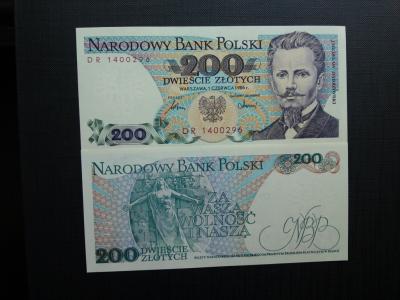 NARODOWY BANK POLSKI
DR 1400296
200
DWIEŚCIE ZŁOTYCH
WARSZAWA, 1 CZERWCA 1986 r.
DR 1400296
200
NARODOWY BANK POLSKI
200
ZA
WASZĄ
WOLNOŚĆ
I NASZĄ
NBP
200
DWIEŚCIE
ZŁOTYCH